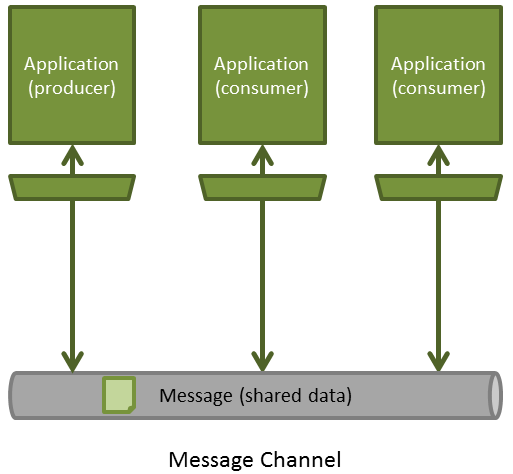 Application
(producer)
Application
(consumer)
Application
(consumer)
Message (shared data)
Message Channel